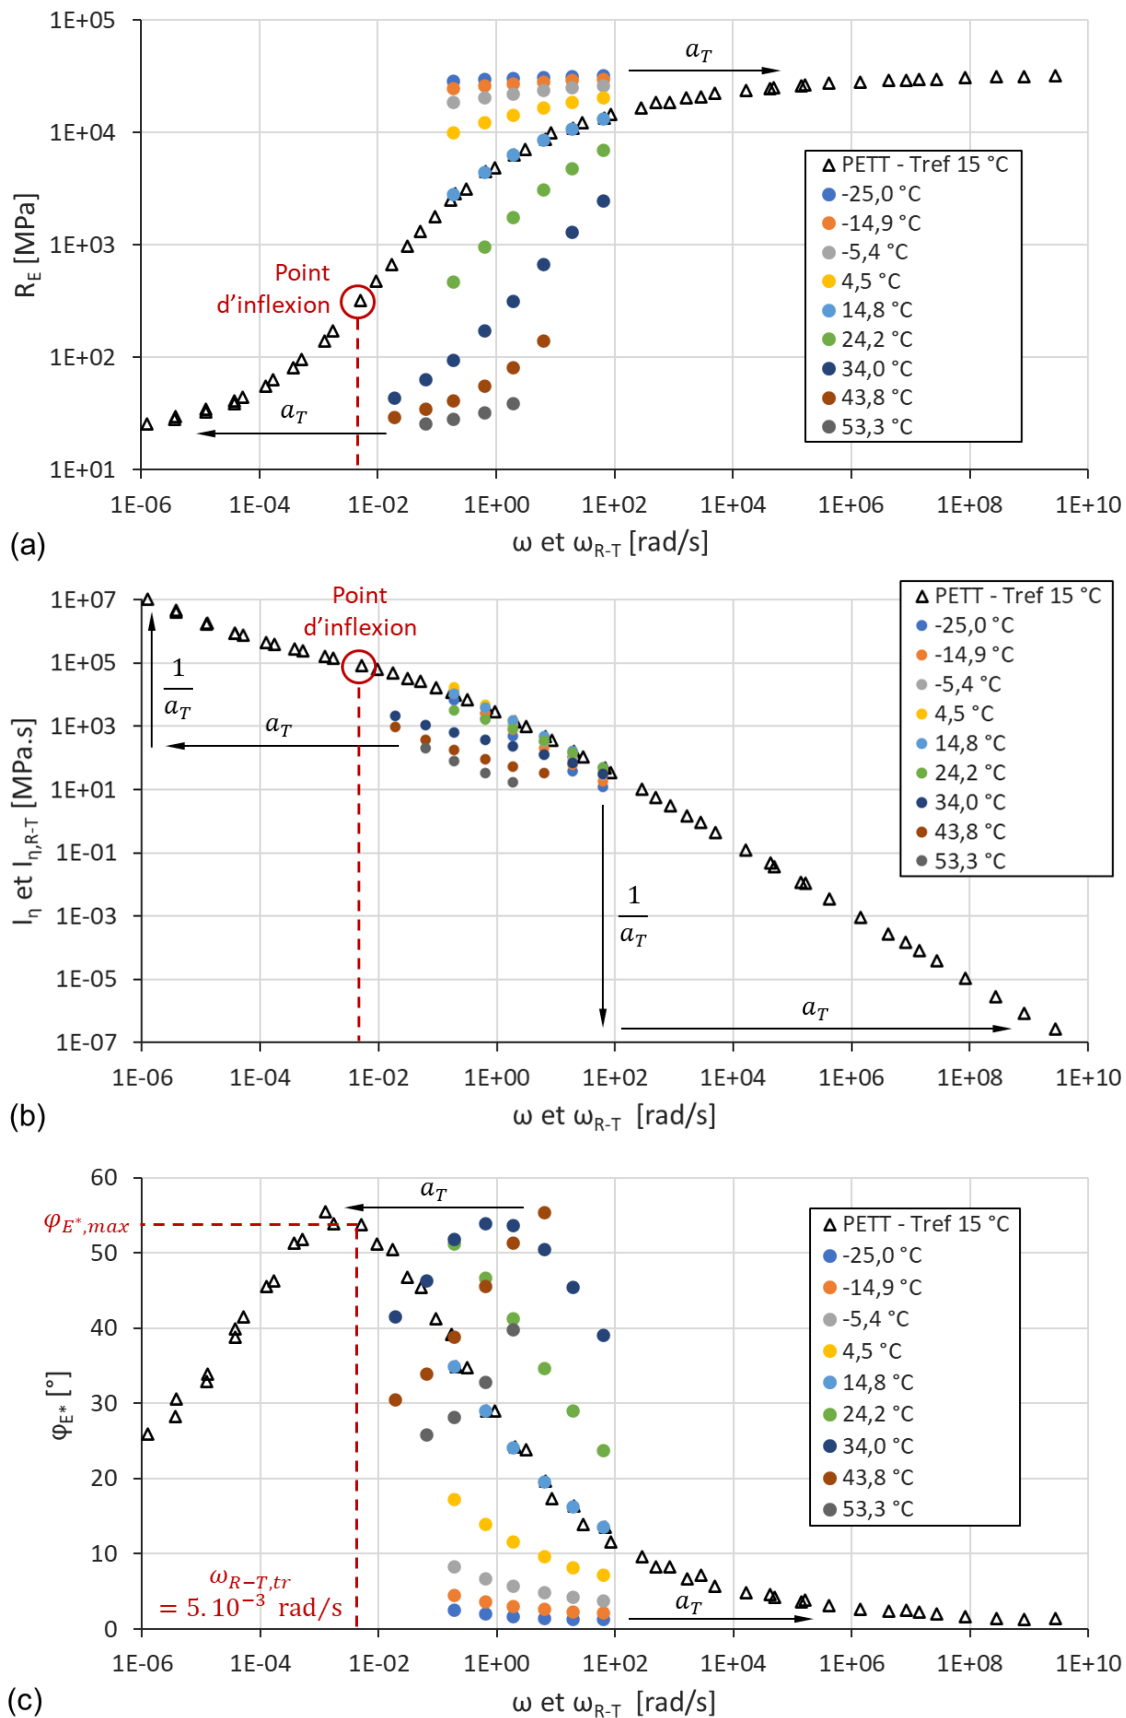 1E+05
1E+04
1E+03
1E+02
1E+01
R_E [MPa]
a_T
Point
d'inflexion
a_T
PETT - Tref 15 °C
-25,0 °C
-14,9 °C
-5,4 °C
4,5 °C
14,8 °C
24,2 °C
34,0 °C
43,8 °C
53,3 °C
1E-06 1E-04 1E-02 1E+00 1E+02 1E+04 1E+06 1E+08 1E+10
(a)
ω et ω_R-T [rad/s]
1E+07
1E+05
1E+03
1E+01
1E-01
1E-03
1E-05
1E-07
I_η et I_η,R-T [MPa.s]
Point
d'inflexion
1
a_T
a_T
1
a_T
a_T
PETT - Tref 15 °C
-25,0 °C
-14,9 °C
-5,4 °C
4,5 °C
14,8 °C
24,2 °C
34,0 °C
43,8 °C
53,3 °C
1E-06 1E-04 1E-02 1E+00 1E+02 1E+04 1E+06 1E+08 1E+10
(b)
ω et ω_R-T [rad/s]
60
50
40
30
20
10
0
φ_E* [°]
φ_E*,max
a_T
ω_R−T,tr
= 5.10⁻³ rad/s
a_T
PETT - Tref 15 °C
-25,0 °C
-14,9 °C
-5,4 °C
4,5 °C
14,8 °C
24,2 °C
34,0 °C
43,8 °C
53,3 °C
1E-06 1E-04 1E-02 1E+00 1E+02 1E+04 1E+06 1E+08 1E+10
(c)
ω et ω_R-T [rad/s]